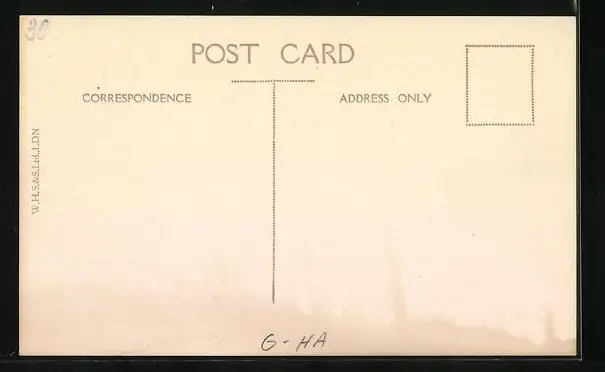 30
POST CARD
CORRESPONDENCE
ADDRESS ONLY
W.H.S.&S.Ltd.,LDN
G-HA